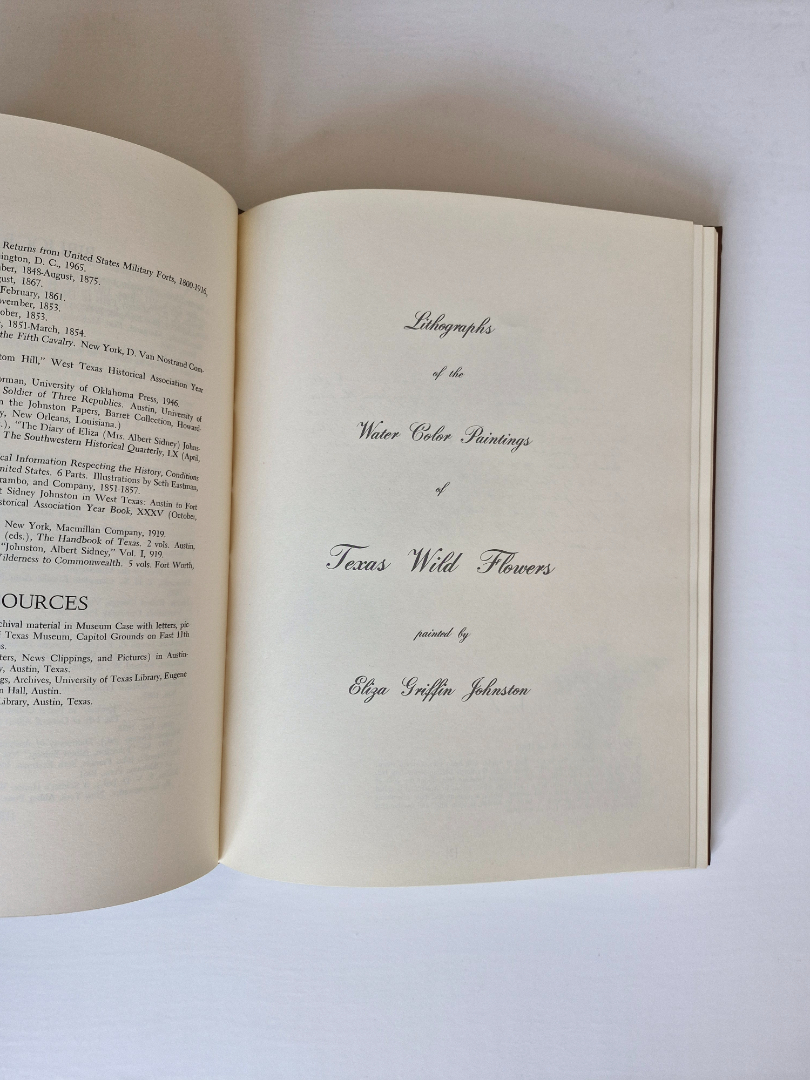 Returns from United States Military Forts, 1800-1916,
ington, D. C., 1965.
ber, 1848-August, 1875.
gust, 1867.
February, 1861.
vember, 1853.
ober, 1853.
, 1851-March, 1854.
the Fifth Cavalry. New York, D. Van Nostrand Com-
tom Hill," West Texas Historical Association Year
orman, University of Oklahoma Press, 1946.
Soldier of Three Republics. Austin, University of
n the Johnston Papers, Barret Collection, Howard-
y, New Orleans, Louisiana.)
.), "The Diary of Eliza (Mrs. Albert Sidney) Johns-
The Southwestern Historical Quarterly, LX (April,
cal Information Respecting the History, Conditions
nited States. 6 Parts. Illustrations by Seth Eastman,
rambo, and Company, 1851-1857.
t Sidney Johnston in West Texas: Austin to Fort
storical Association Year Book, XXXV (October,
New York, Macmillan Company, 1919.
(eds.), The Handbook of Texas. 2 vols. Austin,
"Johnston, Albert Sidney," Vol. I, 919.
ilderness to Commonwealth. 5 vols. Fort Worth,
OURCES
chival material in Museum Case with letters, pic-
f Texas Museum, Capitol Grounds on East 11th
s.
ters, News Clippings, and Pictures) in Austin-
y, Austin, Texas.
gs, Archives, University of Texas Library, Eugene
n Hall, Austin.
Library, Austin, Texas.
Lithographs
of the
Water Color Paintings
of
Texas Wild Flowers
painted by
Eliza Griffin Johnston